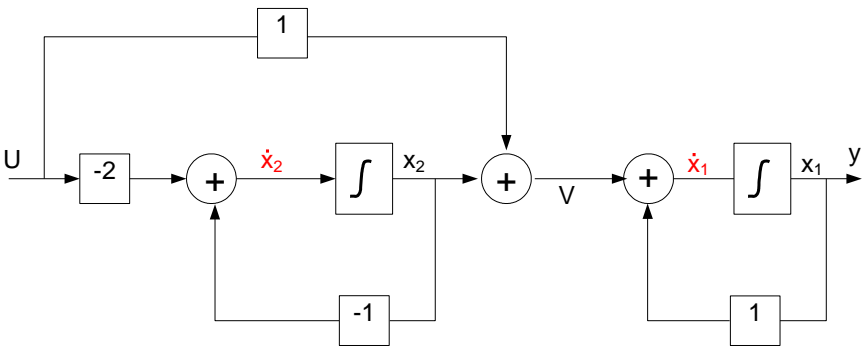 1
U
-2
+
ẋ₂
∫
x₂
+
V
+
ẋ₁
∫
x₁
y
-1
1